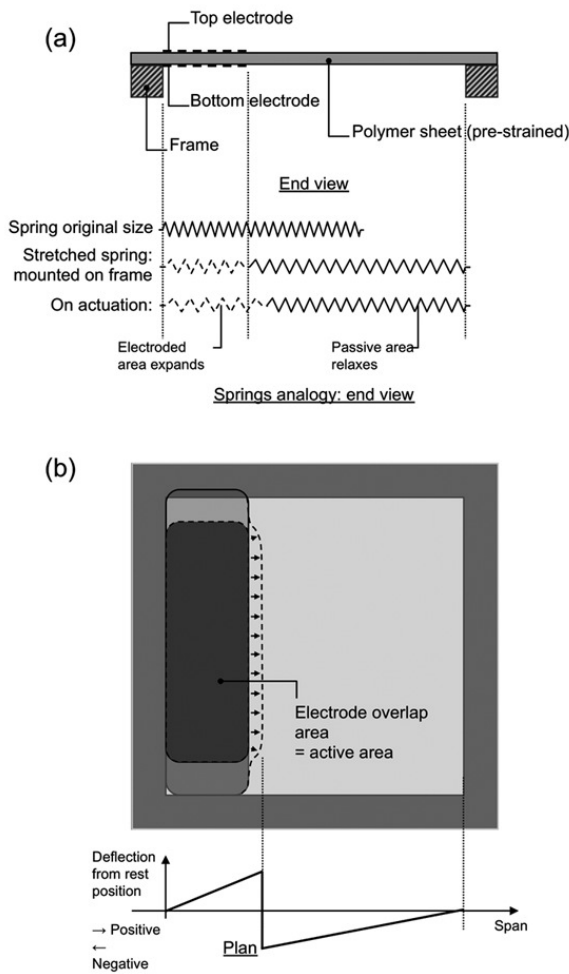 (a)
Top electrode
Bottom electrode
Frame
Polymer sheet (pre-strained)
End view
Spring original size
Stretched spring:
mounted on frame
On actuation:
Electroded
area expands
Passive area
relaxes
Springs analogy: end view
(b)
Electrode overlap
area
= active area
Deflection
from rest
position
→ Positive
←
Negative
Plan
Span